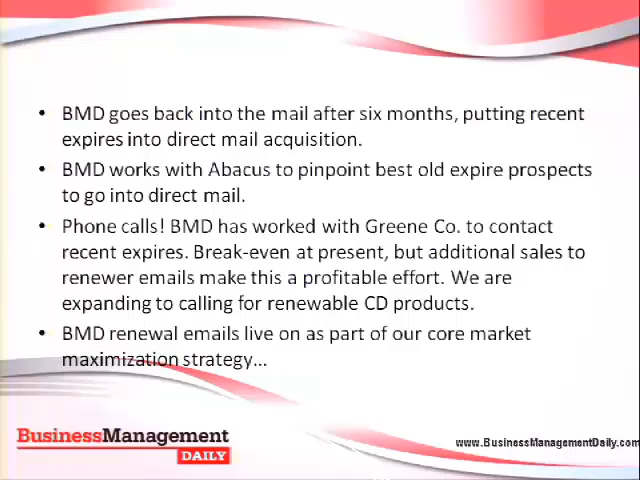 • BMD goes back into the mail after six months, putting recent
expires into direct mail acquisition.
• BMD works with Abacus to pinpoint best old expire prospects
to go into direct mail.
• Phone calls! BMD has worked with Greene Co. to contact
recent expires. Break-even at present, but additional sales to
renewer emails make this a profitable effort. We are
expanding to calling for renewable CD products.
• BMD renewal emails live on as part of our core market
maximization strategy...
BusinessManagement
DAILY
www.BusinessManagementDaily.com